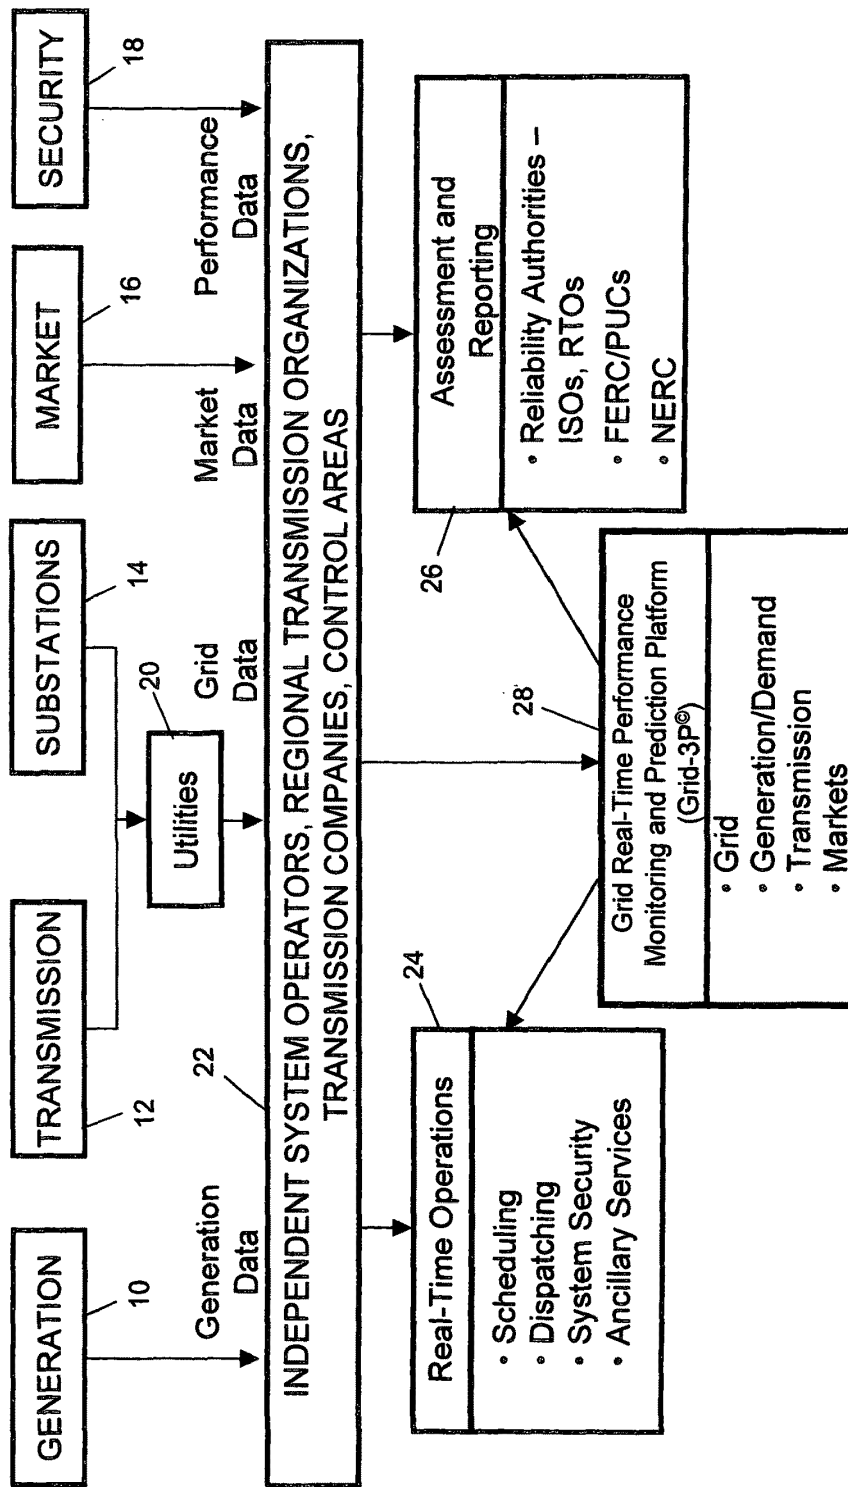 GENERATION
10
TRANSMISSION
12
SUBSTATIONS
14
MARKET
16
SECURITY
18
Utilities
20
Generation
Data
22
Grid
Data
Market
Data
Performance
Data
INDEPENDENT SYSTEM OPERATORS, REGIONAL TRANSMISSION ORGANIZATIONS,
TRANSMISSION COMPANIES, CONTROL AREAS
24
Real-Time Operations
• Scheduling
• Dispatching
• System Security
• Ancillary Services
28
Grid Real-Time Performance
Monitoring and Prediction Platform
(Grid-3P©)
• Grid
• Generation/Demand
• Transmission
• Markets
26
Assessment and
Reporting
• Reliability Authorities –
ISOs, RTOs
• FERC/PUCs
• NERC